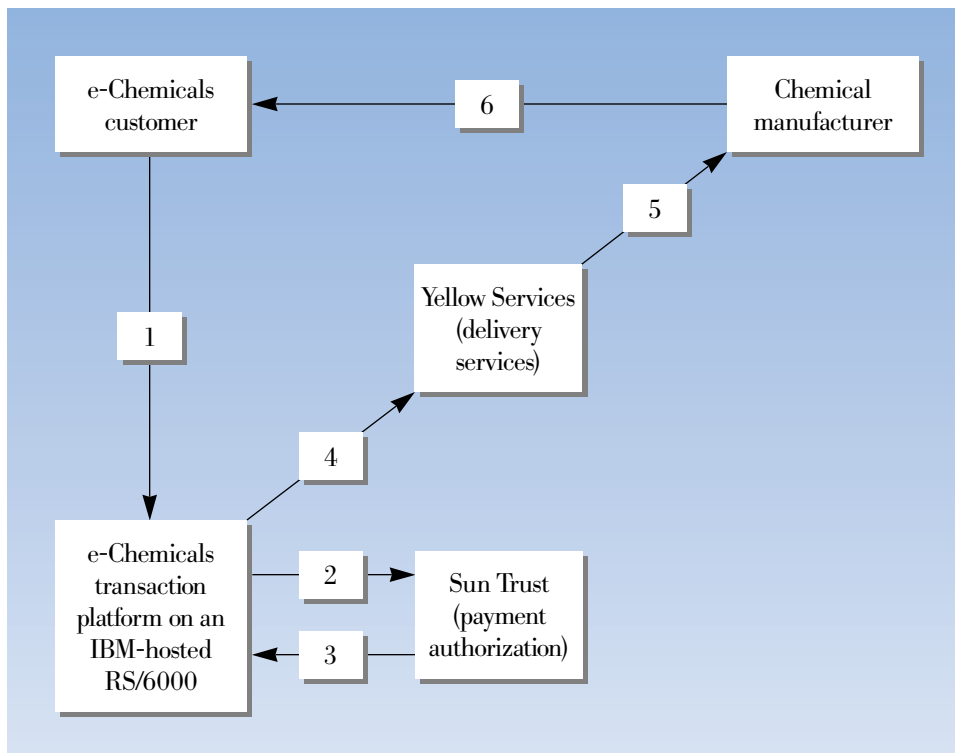 e-Chemicals
customer
6
Chemical
manufacturer
5
1
Yellow Services
(delivery
services)
4
e-Chemicals
transaction
platform on an
IBM-hosted
RS/6000
2
3
Sun Trust
(payment
authorization)